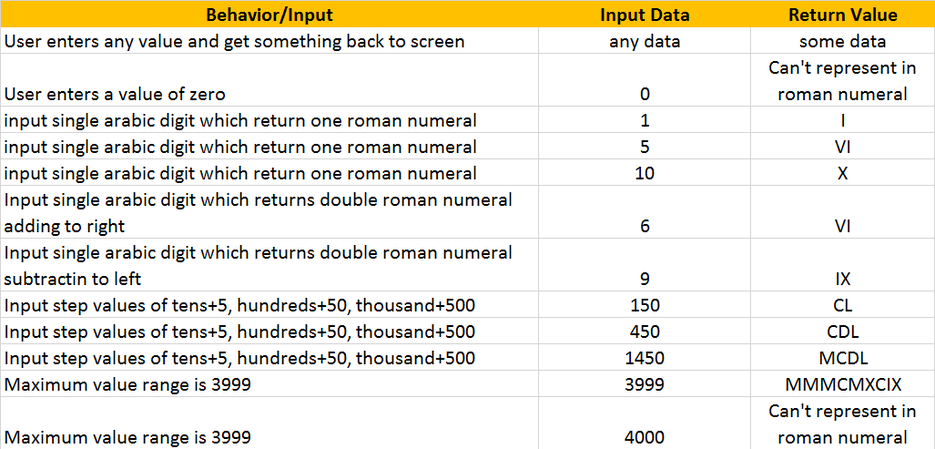 Behavior/Input Input Data Return Value
User enters any value and get something back to screen any data some data
Can't represent in
User enters a value of zero 0 roman numeral
input single arabic digit which return one roman numeral 1 I
input single arabic digit which return one roman numeral 5 VI
input single arabic digit which return one roman numeral 10 X
Input single arabic digit which returns double roman numeral
adding to right 6 VI
Input single arabic digit which returns double roman numeral
subtractin to left 9 IX
Input step values of tens+5, hundreds+50, thousand+500 150 CL
Input step values of tens+5, hundreds+50, thousand+500 450 CDL
Input step values of tens+5, hundreds+50, thousand+500 1450 MCDL
Maximum value range is 3999 3999 MMMCMXCIX
Can't represent in
Maximum value range is 3999 4000 roman numeral